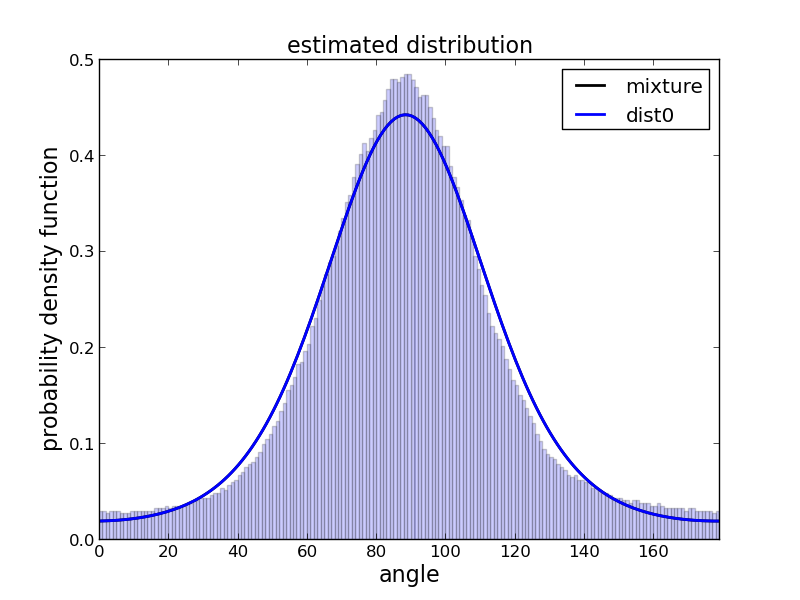 estimated distribution
mixture
dist0
probability density function
0.5
0.4
0.3
0.2
0.1
0.0
0 20 40 60 80 100 120 140 160
angle